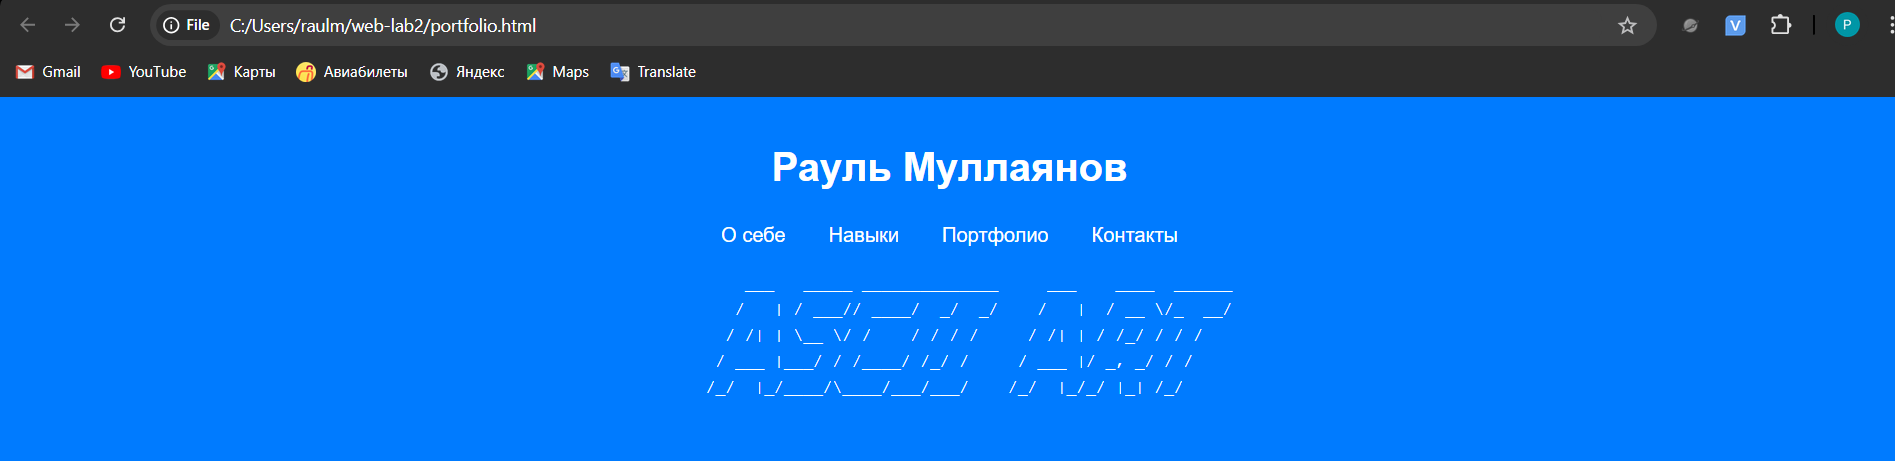 File C:/Users/raulm/web-lab2/portfolio.html P
Gmail YouTube Карты Авиабилеты Яндекс Maps Translate
Рауль Муллаянов
О себе Навыки Портфолио Контакты
    ___   _____ ______________     ___    ____  ______
   /   | / ___// ____/  _/  _/    /   |  / __ \/_  __/
  / /| | \__ \/ /    / / / /     / /| | / /_/ / / /
 / ___ |___/ / /____/ /_/ /     / ___ |/ _, _/ / /
/_/  |_/____/\____/___/___/    /_/  |_/_/ |_| /_/